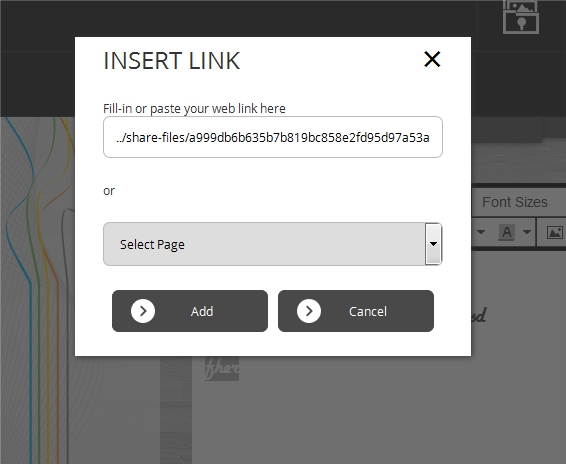 INSERT LINK
Fill-in or paste your web link here
../share-files/a999db6b635b7b819bc858e2fd95d97a53a
or
Select Page
Add
Cancel
Font Sizes
A